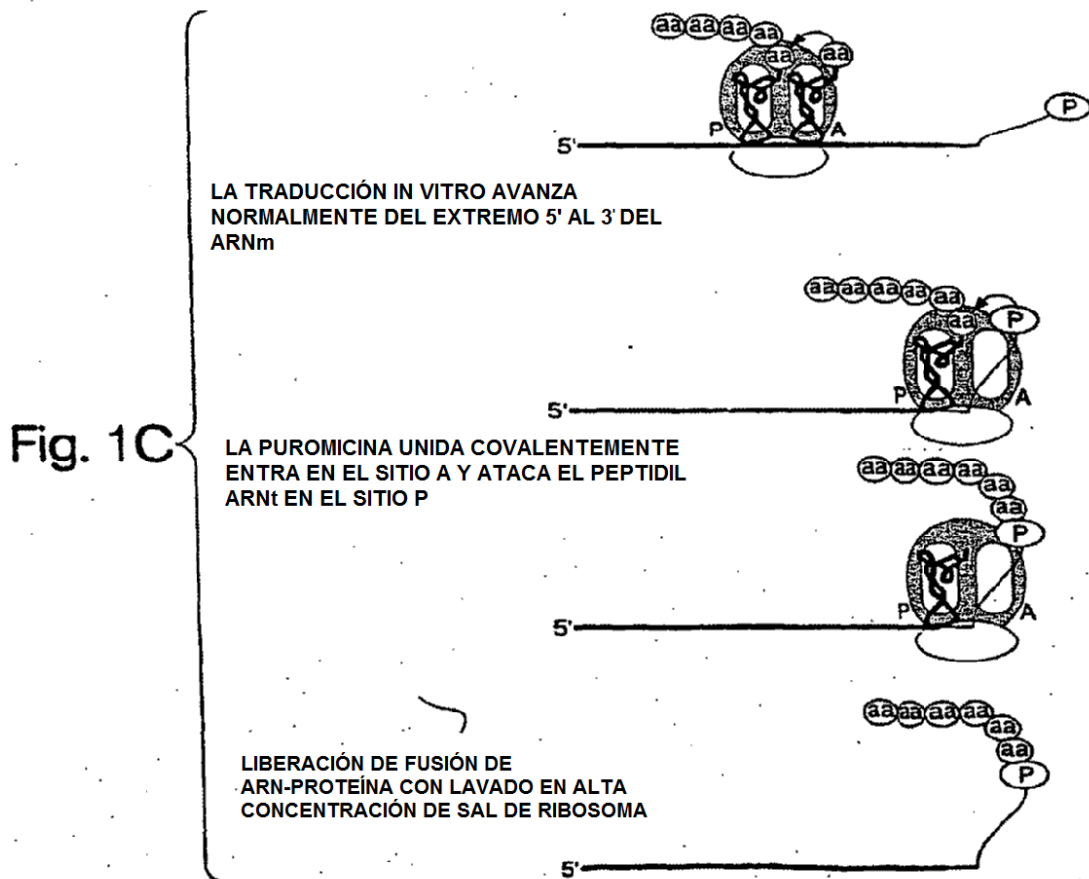 aa aa aa aa aa
aa aa
P
P A
5'
LA TRADUCCIÓN IN VITRO AVANZA
NORMALMENTE DEL EXTREMO 5' AL 3' DEL
ARNm
aa aa aa aa aa
aa P
P A
5'
Fig. 1C
LA PUROMICINA UNIDA COVALENTEMENTE
ENTRA EN EL SITIO A Y ATACA EL PEPTIDIL
ARNt EN EL SITIO P
aa aa aa aa aa
aa
P
P A
5'
LIBERACIÓN DE FUSIÓN DE
ARN-PROTEÍNA CON LAVADO EN ALTA
CONCENTRACIÓN DE SAL DE RIBOSOMA
aa aa aa aa aa
aa
P
5'